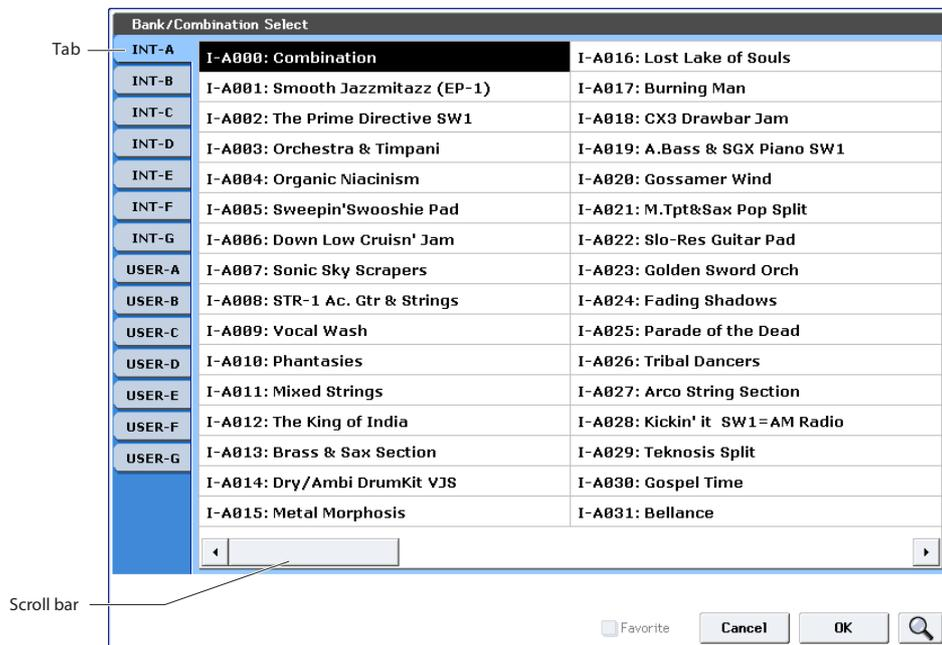 Bank/Combination Select
Tab
INT-A
INT-B
INT-C
INT-D
INT-E
INT-F
INT-G
USER-A
USER-B
USER-C
USER-D
USER-E
USER-F
USER-G
I-A000: Combination
I-A001: Smooth Jazzmitazz (EP-1)
I-A002: The Prime Directive SW1
I-A003: Orchestra & Timpani
I-A004: Organic Niacinism
I-A005: Sweepin'Swooshie Pad
I-A006: Down Low Cruisn' Jam
I-A007: Sonic Sky Scrapers
I-A008: STR-1 Ac. Gtr & Strings
I-A009: Vocal Wash
I-A010: Phantasies
I-A011: Mixed Strings
I-A012: The King of India
I-A013: Brass & Sax Section
I-A014: Dry/Ambi DrumKit VJS
I-A015: Metal Morphosis
I-A016: Lost Lake of Souls
I-A017: Burning Man
I-A018: CX3 Drawbar Jam
I-A019: A.Bass & SGX Piano SW1
I-A020: Gossamer Wind
I-A021: M.Tpt&Sax Pop Split
I-A022: Slo-Res Guitar Pad
I-A023: Golden Sword Orch
I-A024: Fading Shadows
I-A025: Parade of the Dead
I-A026: Tribal Dancers
I-A027: Arco String Section
I-A028: Kickin' it  SW1=AM Radio
I-A029: Teknosis Split
I-A030: Gospel Time
I-A031: Bellance
Scroll bar
Favorite
Cancel
OK